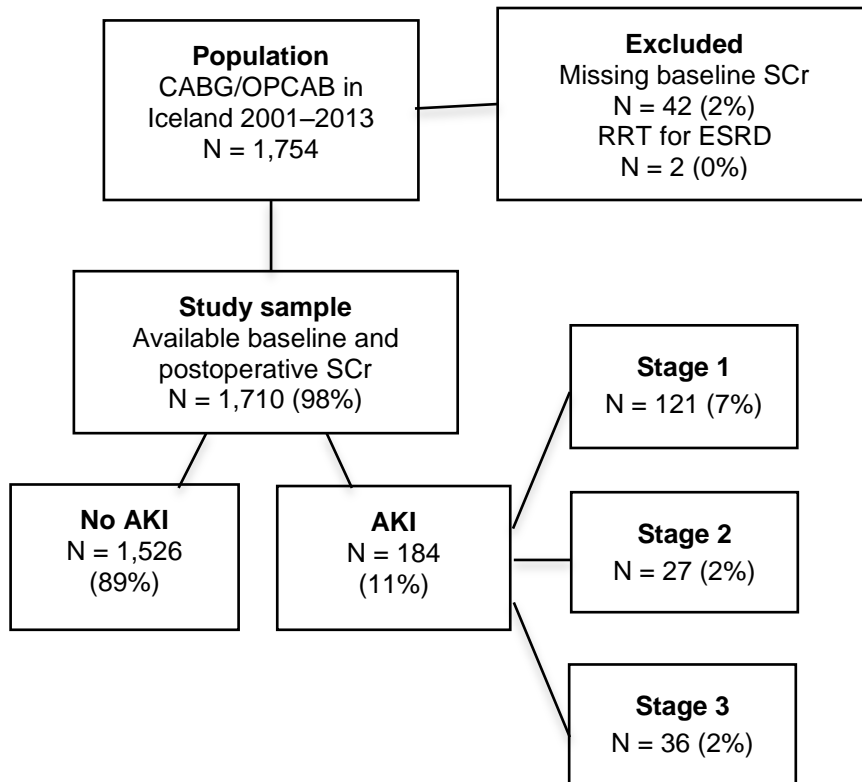 Population
CABG/OPCAB in
Iceland 2001–2013
N = 1,754
Excluded
Missing baseline SCr
N = 42 (2%)
RRT for ESRD
N = 2 (0%)
Study sample
Available baseline and
postoperative SCr
N = 1,710 (98%)
No AKI
N = 1,526
(89%)
AKI
N = 184
(11%)
Stage 1
N = 121 (7%)
Stage 2
N = 27 (2%)
Stage 3
N = 36 (2%)